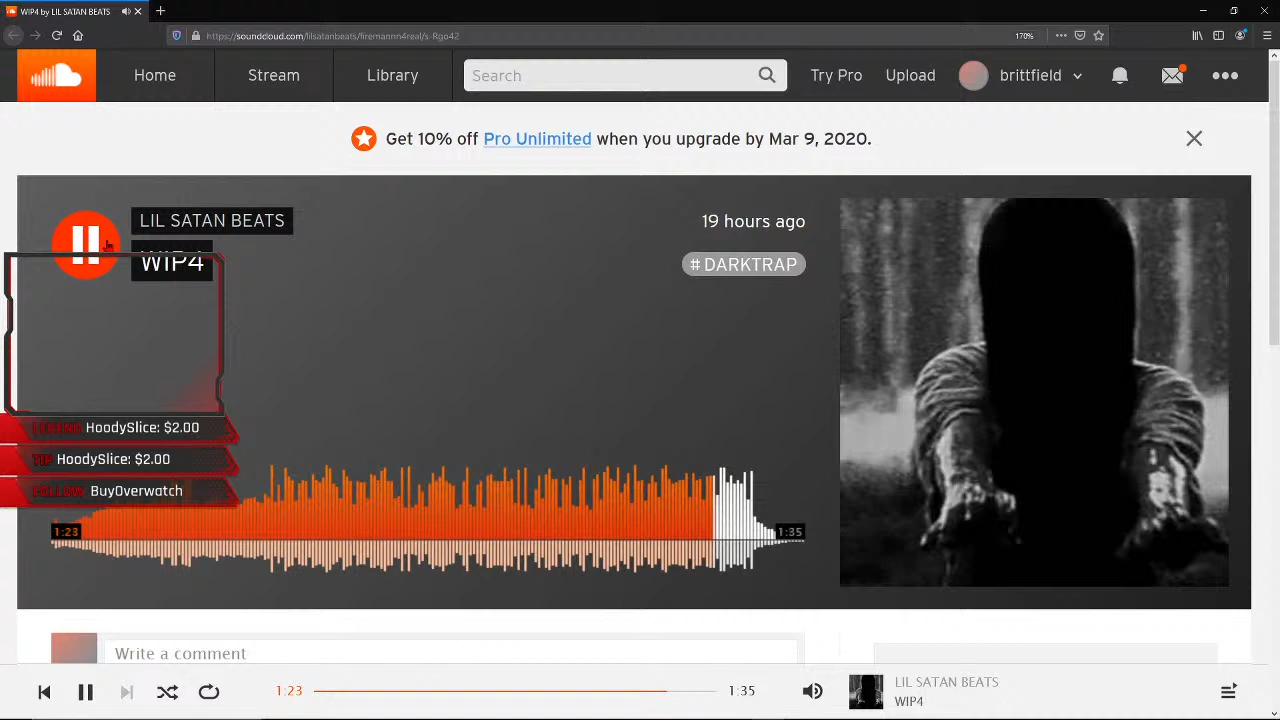 WIP4 by LIL SATAN BEATS
https://soundcloud.com/lilsatanbeats/firemannn4real/s-Rgo42
170%
Home
Stream
Library
Search
Try Pro
Upload
brittfield
Get 10% off Pro Unlimited when you upgrade by Mar 9, 2020.
LIL SATAN BEATS
19 hours ago
WIP4
# DARKTRAP
LEGEND HoodySlice: $2.00
TIP HoodySlice: $2.00
FOLLOW BuyOverwatch
1:23
1:35
Write a comment
1:23
1:35
LIL SATAN BEATS
WIP4